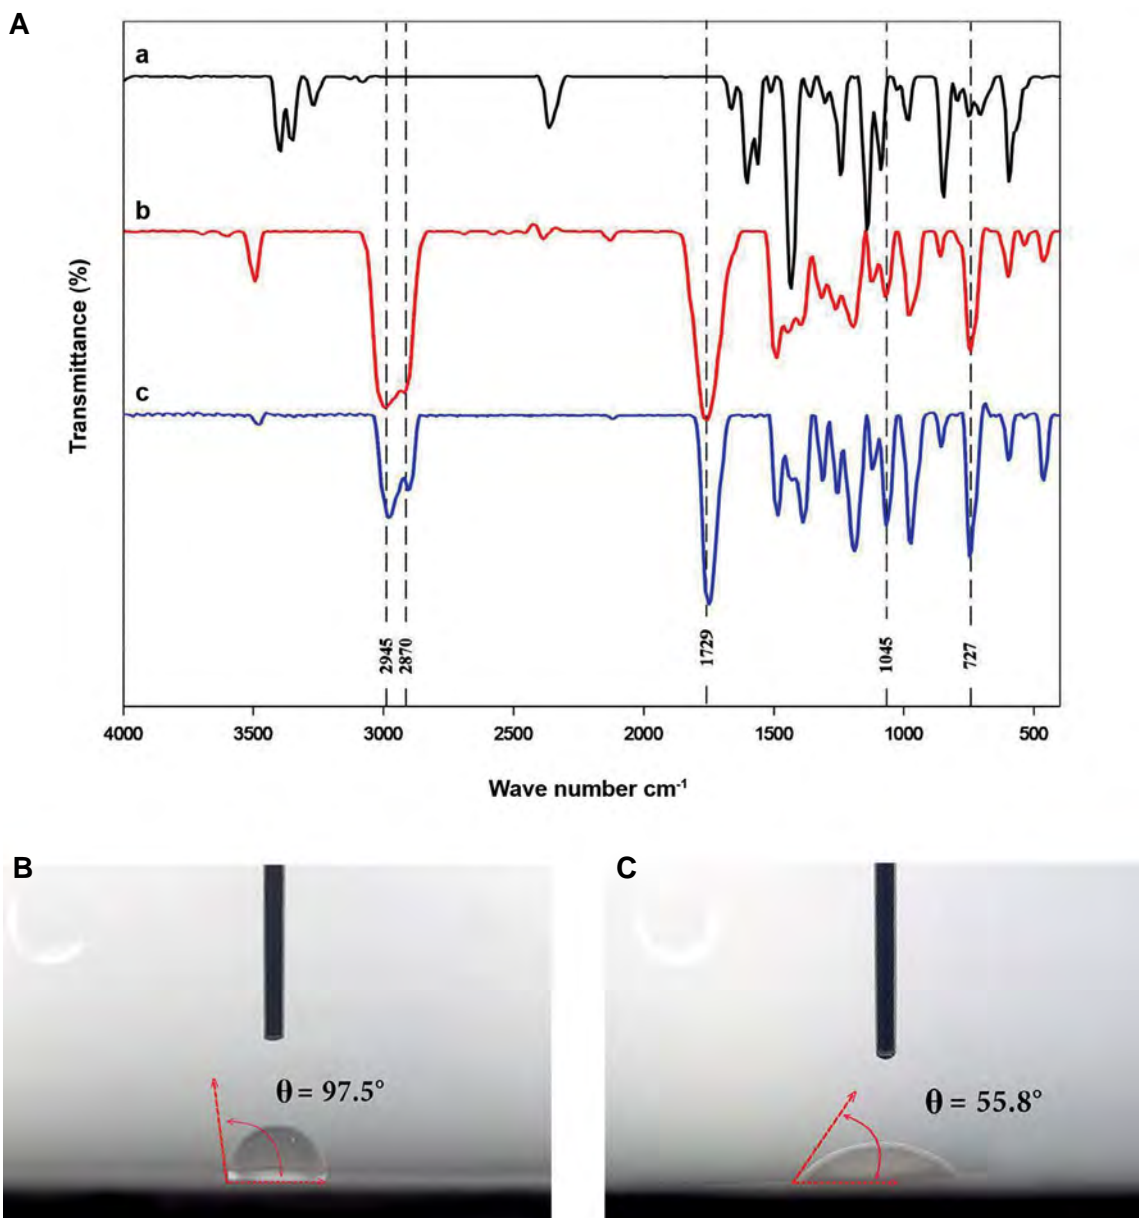 A
a
b
c
Transmittance (%)
2945
2870
1729
1045
727
4000 3500 3000 2500 2000 1500 1000 500
Wave number cm⁻¹
B
C
θ = 97.5°
θ = 55.8°